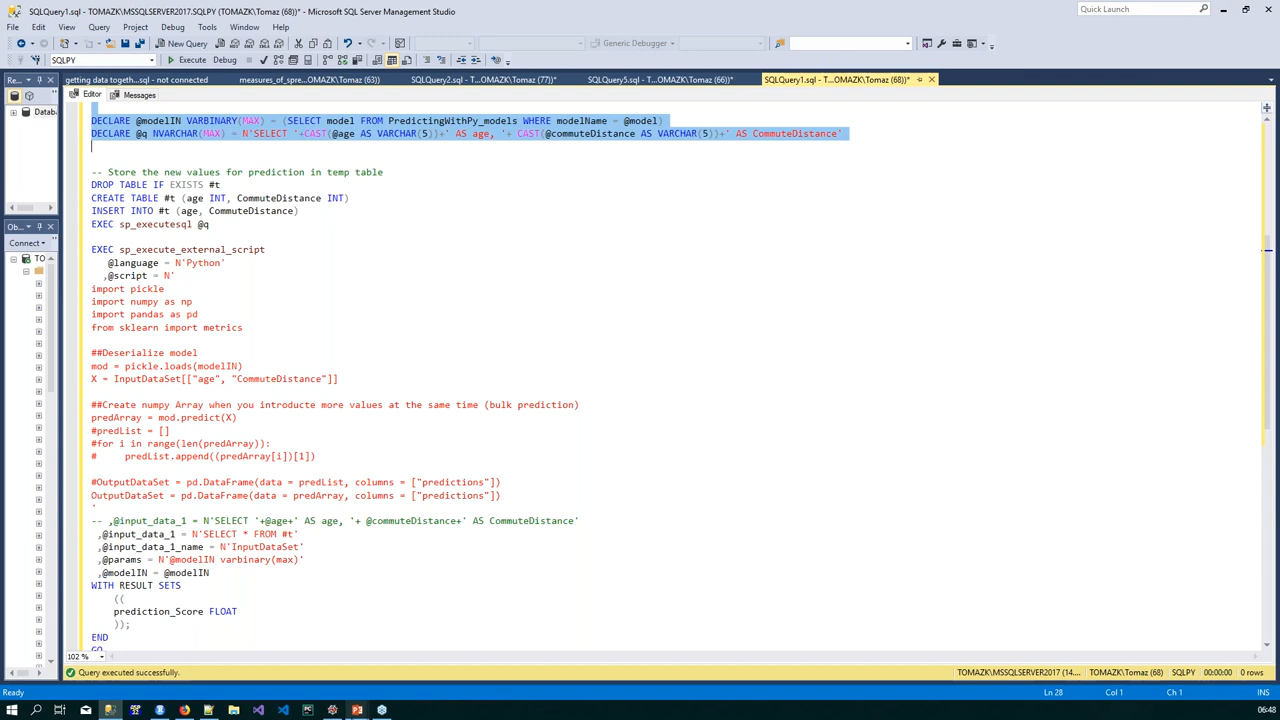 SQLQuery1.sql - TOMAZK\MSSQLSERVER2017.SQLPY (TOMAZK\Tomaz (68))* - Microsoft SQL Server Management Studio
Quick Launch
File Edit View Query Project Debug Tools Window Help
New Query
Generic Debugger
SQLPY
Execute Debug
Re...
getting data togeth...sql - not connected
measures_of_spre...OMAZK\Tomaz (63))
SQLQuery2.sql - T...OMAZK\Tomaz (77))*
SQLQuery5.sql - T...OMAZK\Tomaz (66))*
SQLQuery1.sql - T...OMAZK\Tomaz (68))*
Editor Messages
Datab
DECLARE @modelIN VARBINARY(MAX) = (SELECT model FROM PredictingWithPy_models WHERE modelName = @model)
DECLARE @q NVARCHAR(MAX) = N'SELECT '+CAST(@age AS VARCHAR(5))+' AS age, '+ CAST(@commuteDistance AS VARCHAR(5))+' AS CommuteDistance'
-- Store the new values for prediction in temp table
DROP TABLE IF EXISTS #t
CREATE TABLE #t (age INT, CommuteDistance INT)
INSERT INTO #t (age, CommuteDistance)
EXEC sp_executesql @q
Ob...
Connect
TO
EXEC sp_execute_external_script
@language = N'Python'
,@script = N'
import pickle
import numpy as np
import pandas as pd
from sklearn import metrics
##Deserialize model
mod = pickle.loads(modelIN)
X = InputDataSet[["age", "CommuteDistance"]]
##Create numpy Array when you introducte more values at the same time (bulk prediction)
predArray = mod.predict(X)
#predList = []
#for i in range(len(predArray)):
#     predList.append((predArray[i])[1])
#OutputDataSet = pd.DataFrame(data = predList, columns = ["predictions"])
OutputDataSet = pd.DataFrame(data = predArray, columns = ["predictions"])
'
-- ,@input_data_1 = N'SELECT '+@age+' AS age, '+ @commuteDistance+' AS CommuteDistance'
,@input_data_1 = N'SELECT * FROM #t'
,@input_data_1_name = N'InputDataSet'
,@params = N'@modelIN varbinary(max)'
,@modelIN = @modelIN
WITH RESULT SETS
((
prediction_Score FLOAT
));
END
GO
102 %
Query executed successfully.
TOMAZK\MSSQLSERVER2017 (14.... TOMAZK\Tomaz (68) SQLPY 00:00:00 0 rows
Ready
Ln 28 Col 1 Ch 1 INS
06:48